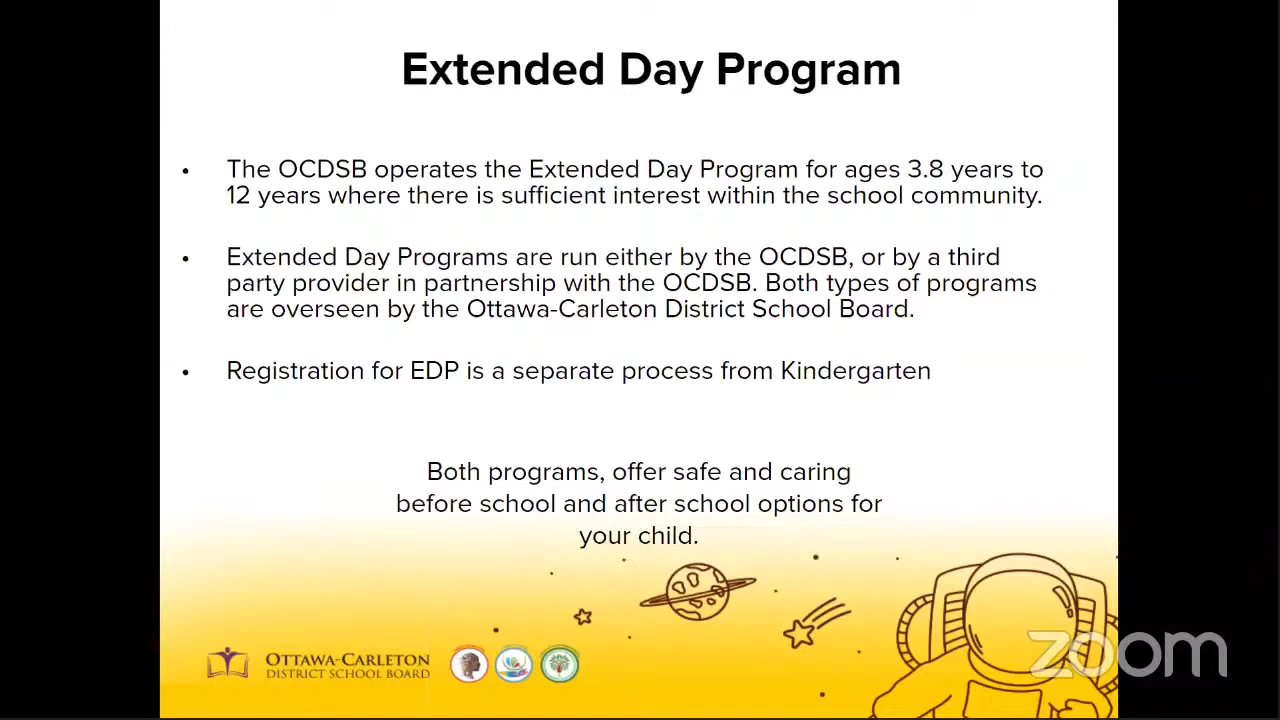 Extended Day Program
• The OCDSB operates the Extended Day Program for ages 3.8 years to
12 years where there is sufficient interest within the school community.
• Extended Day Programs are run either by the OCDSB, or by a third
party provider in partnership with the OCDSB. Both types of programs
are overseen by the Ottawa-Carleton District School Board.
• Registration for EDP is a separate process from Kindergarten
Both programs, offer safe and caring
before school and after school options for
your child.
OTTAWA-CARLETON
DISTRICT SCHOOL BOARD
zoom